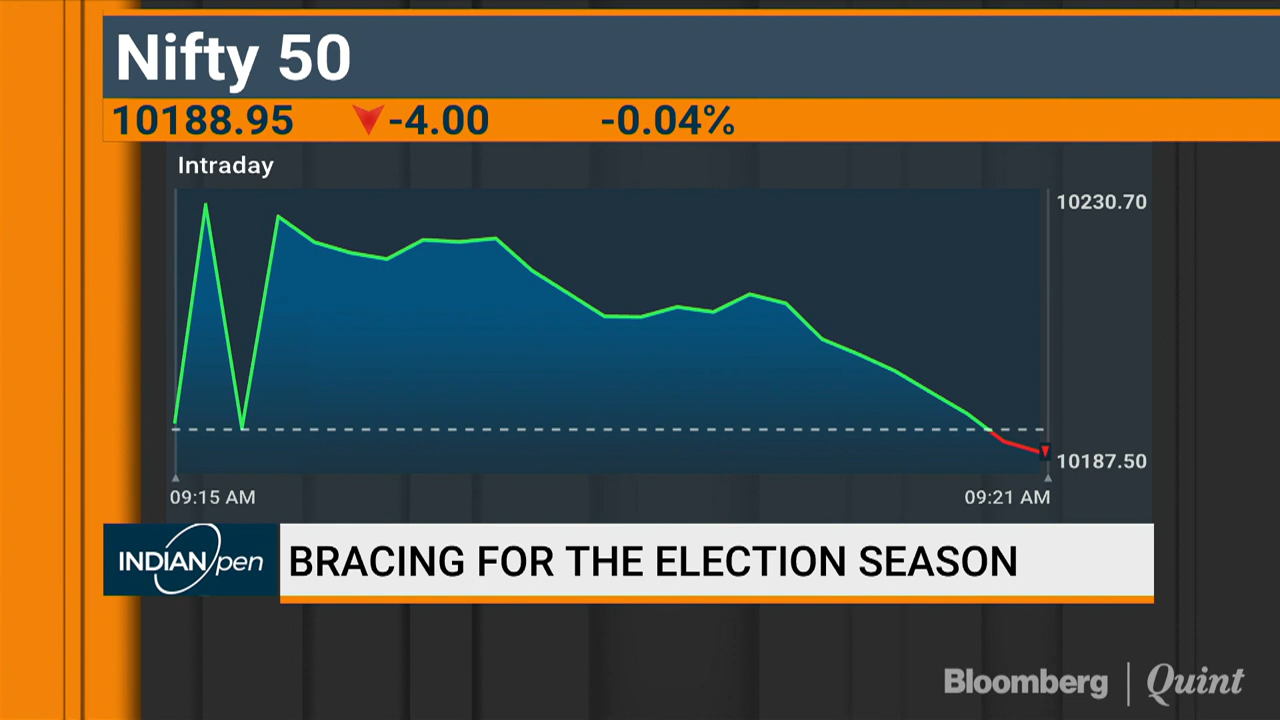 Nifty 50
10188.95 -4.00 -0.04%
Intraday
10230.70
10187.50
09:15 AM 09:21 AM
INDIAN Open BRACING FOR THE ELECTION SEASON
Bloomberg | Quint